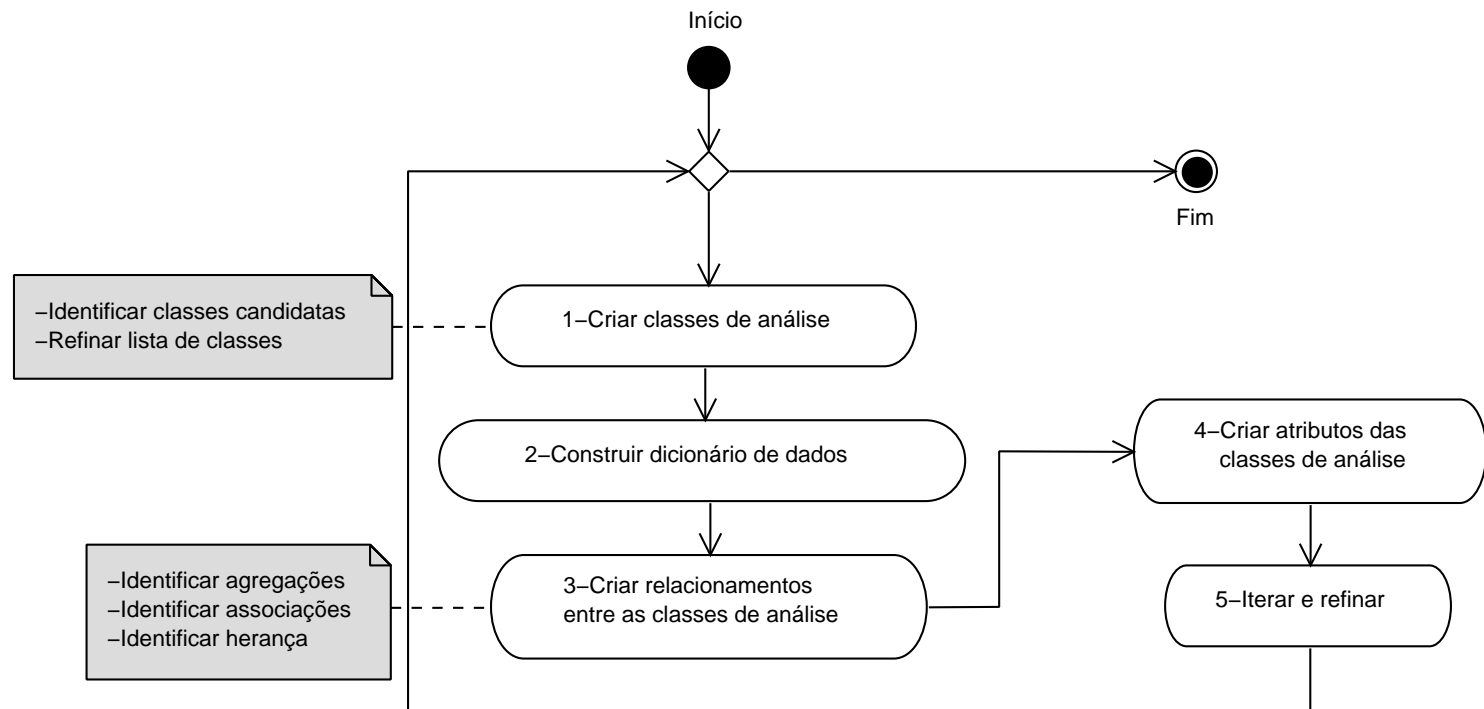 Início
Fim
–Identificar classes candidatas
–Refinar lista de classes
1–Criar classes de análise
2–Construir dicionário de dados
4–Criar atributos das
classes de análise
–Identificar agregações
–Identificar associações
–Identificar herança
3–Criar relacionamentos
entre as classes de análise
5–Iterar e refinar